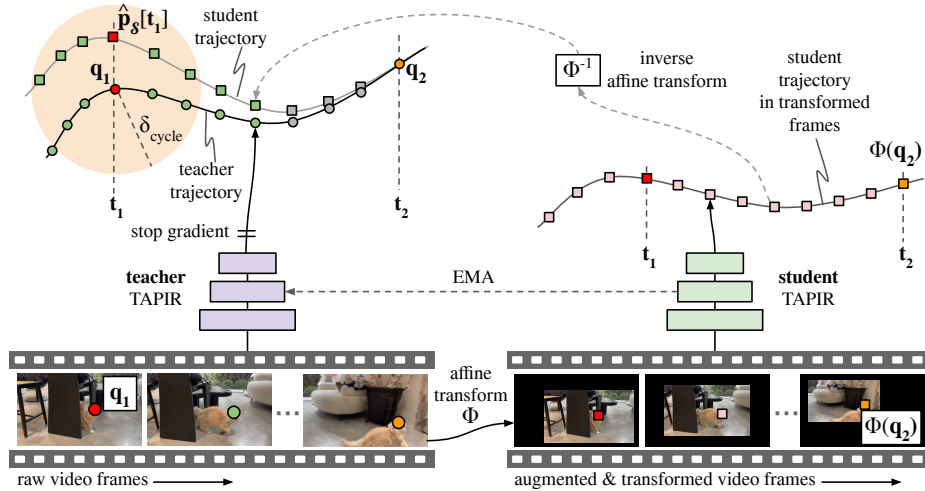 p̂_𝒮[t₁]
student
trajectory
q₁
q₂
δ_cycle
teacher
trajectory
t₁
t₂
stop gradient
Φ⁻¹
inverse
affine transform
student
trajectory
in transformed
frames
Φ(q₂)
t₁
t₂
teacher
TAPIR
EMA
student
TAPIR
q₁
...
affine
transform
Φ
...
Φ(q₂)
raw video frames
augmented & transformed video frames